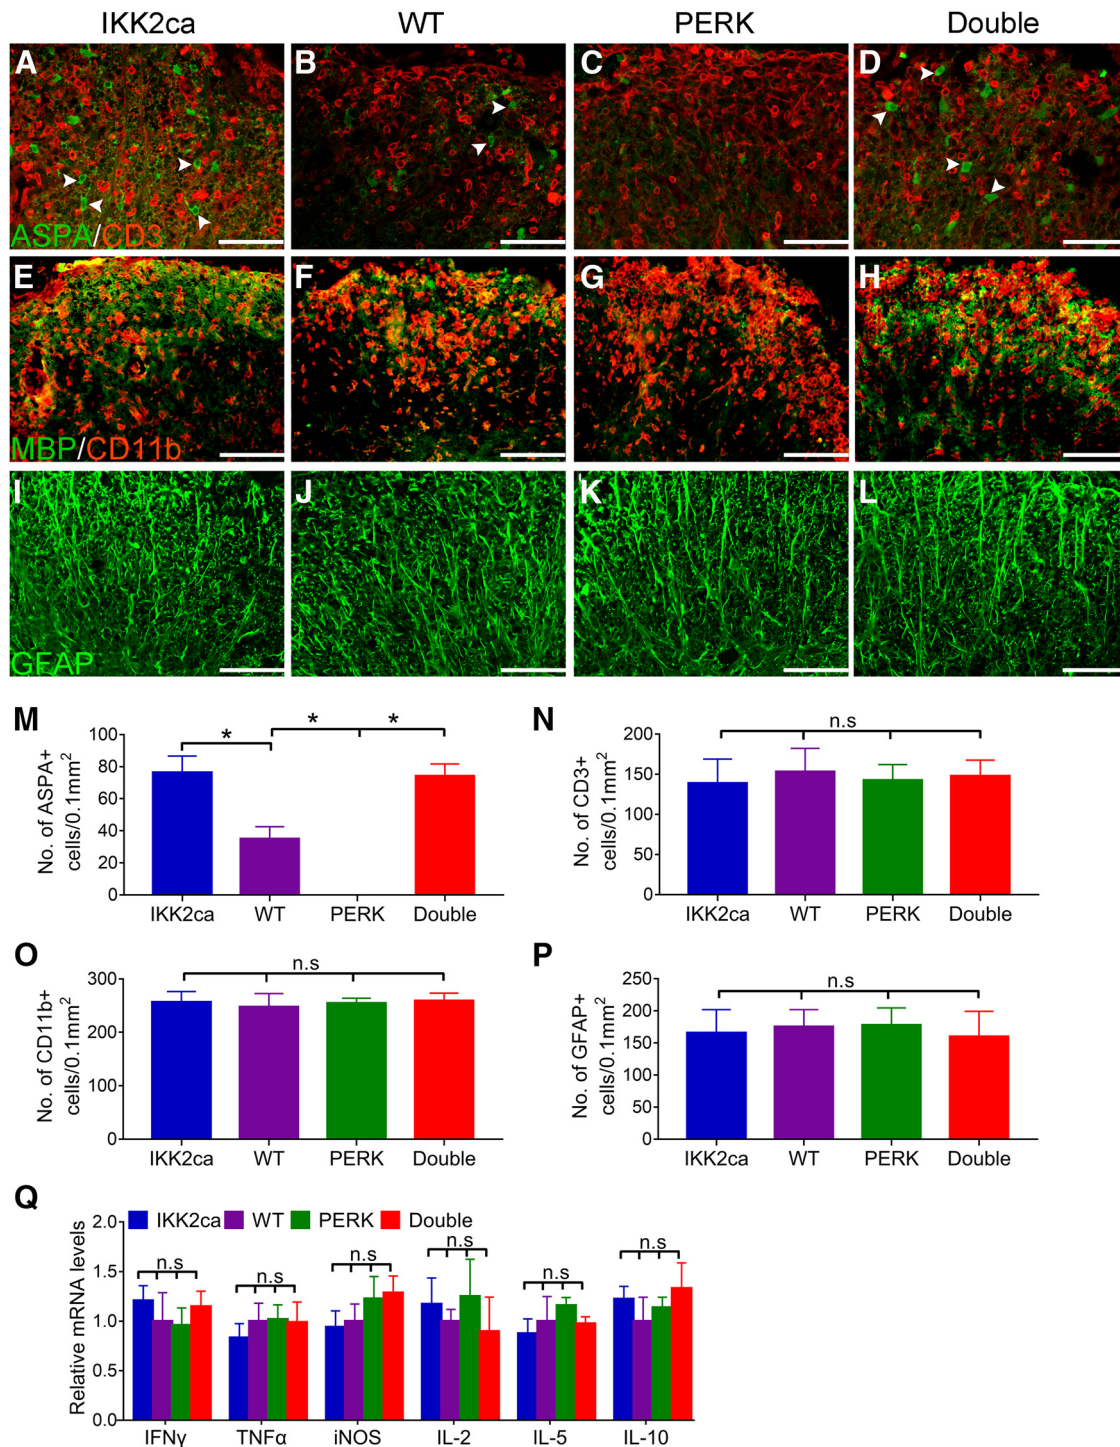 IKK2ca WT PERK Double
A B C D
ASPA/CD3
E F G H
MBP/CD11b
I J K L
GFAP
M
No. of ASPA+
cells/0.1mm²
100
80
60
40
20
0
* * *
IKK2ca WT PERK Double
N
No. of CD3+
cells/0.1mm²
200
150
100
50
0
n.s
IKK2ca WT PERK Double
O
No. of CD11b+
cells/0.1mm²
300
200
100
0
n.s
IKK2ca WT PERK Double
P
No. of GFAP+
cells/0.1mm²
250
200
150
100
50
0
n.s
IKK2ca WT PERK Double
Q
Relative mRNA levels
2.0
1.5
1.0
0.5
0.0
IKK2ca WT PERK Double
n.s n.s n.s n.s n.s n.s
IFNγ TNFα iNOS IL-2 IL-5 IL-10